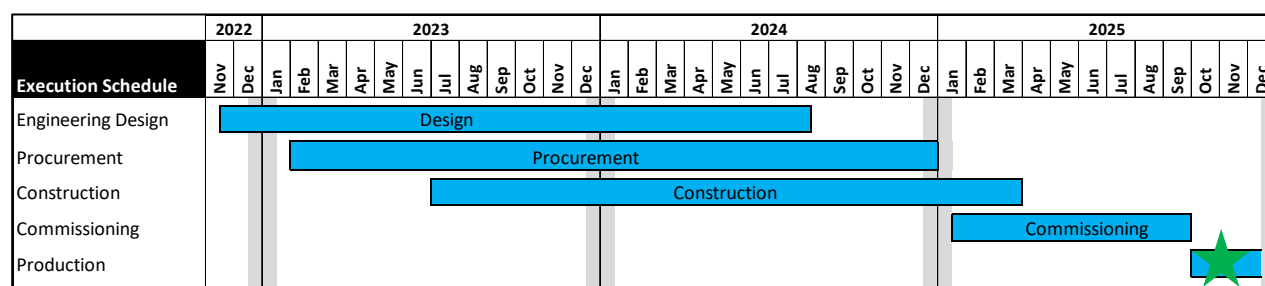 2022 2023 2024 2025
Execution Schedule Nov Dec Jan Feb Mar Apr May Jun Jul Aug Sep Oct Nov Dec Jan Feb Mar Apr May Jun Jul Aug Sep Oct Nov Dec Jan Feb Mar Apr May Jun Jul Aug Sep Oct Nov Dec
Engineering Design Design
Procurement Procurement
Construction Construction
Commissioning Commissioning
Production